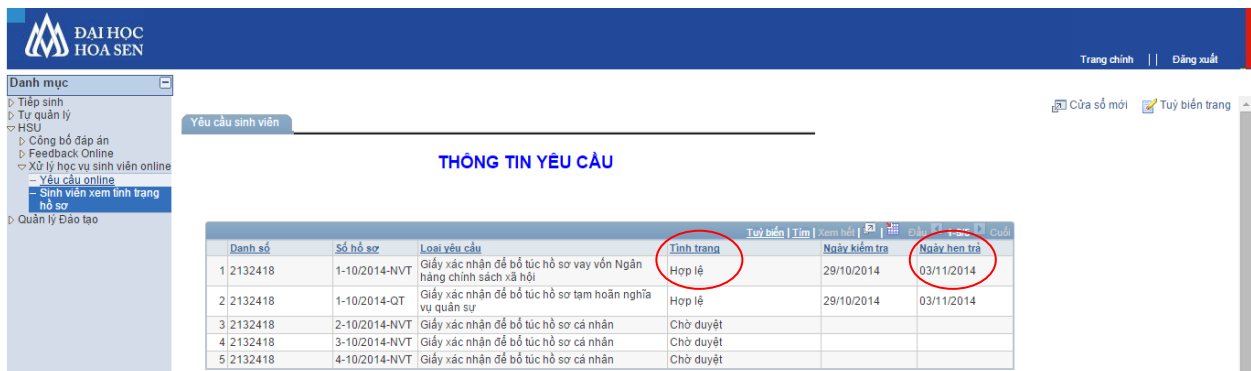 ĐẠI HỌC
HOA SEN
Trang chính || Đăng xuất
Danh mục
Tiếp sinh
Tự quản lý
HSU
Công bố đáp án
Feedback Online
Xử lý học vụ sinh viên online
– Yêu cầu online
– Sinh viên xem tình trạng
hồ sơ
Quản lý Đào tạo
Cửa sổ mới Tuỳ biến trang
Yêu cầu sinh viên
THÔNG TIN YÊU CẦU
Tuỳ biến | Tìm | Xem hết | | Đầu 1-5/5 Cuối
Danh số Số hồ sơ Loại yêu cầu Tình trạng Ngày kiểm tra Ngày hẹn trả
1 2132418 1-10/2014-NVT Giấy xác nhận để bổ túc hồ sơ vay vốn Ngân
hàng chính sách xã hội Hợp lệ 29/10/2014 03/11/2014
2 2132418 1-10/2014-QT Giấy xác nhận để bổ túc hồ sơ tạm hoãn nghĩa
vụ quân sự Hợp lệ 29/10/2014 03/11/2014
3 2132418 2-10/2014-NVT Giấy xác nhận để bổ túc hồ sơ cá nhân Chờ duyệt
4 2132418 3-10/2014-NVT Giấy xác nhận để bổ túc hồ sơ cá nhân Chờ duyệt
5 2132418 4-10/2014-NVT Giấy xác nhận để bổ túc hồ sơ cá nhân Chờ duyệt